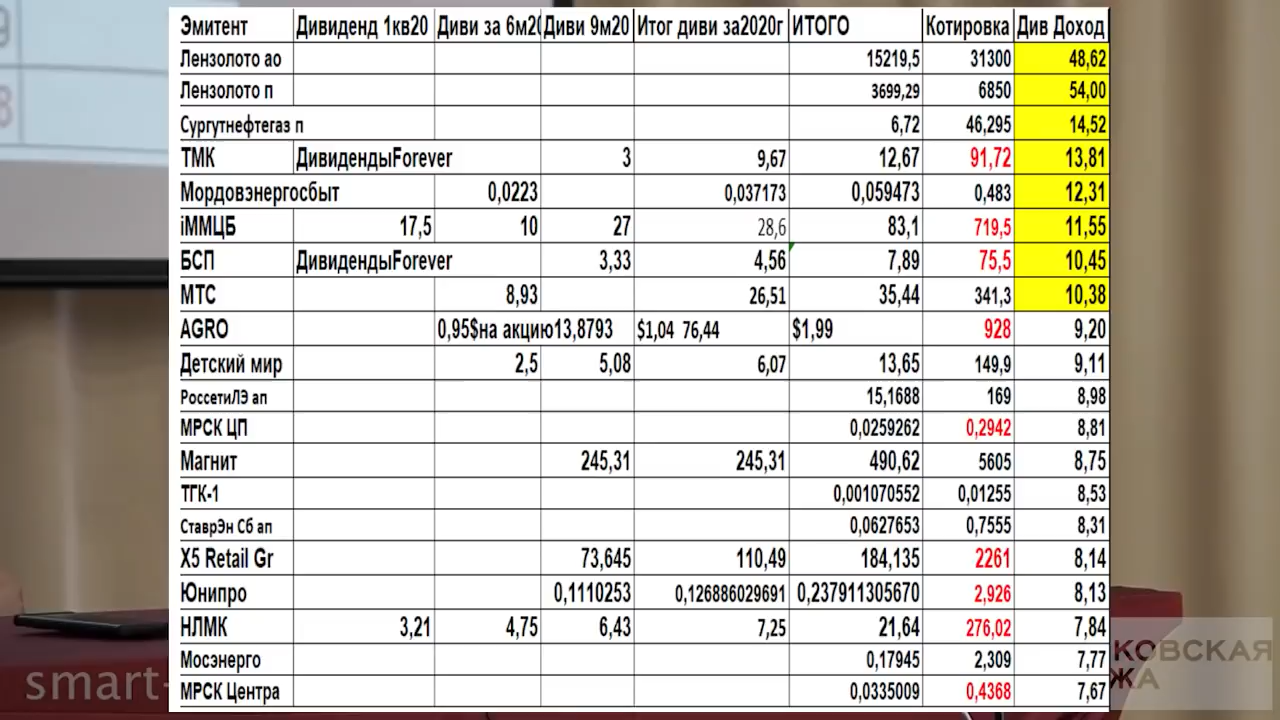 Эмитент Дивиденд 1кв20 Диви за 6м20 Диви 9м20 Итог диви за2020г ИТОГО Котировка Див Доход
Лензолото ао 15219,5 31300 48,62
Лензолото п 3699,29 6850 54,00
Сургутнефтегаз п 6,72 46,295 14,52
ТМК ДивидендыForever 3 9,67 12,67 91,72 13,81
Мордовэнергосбыт 0,0223 0,037173 0,059473 0,483 12,31
iММЦБ 17,5 10 27 28,6 83,1 719,5 11,55
БСП ДивидендыForever 3,33 4,56 7,89 75,5 10,45
МТС 8,93 26,51 35,44 341,3 10,38
AGRO 0,95$на акцию13,8793 $1,04 76,44 $1,99 928 9,20
Детский мир 2,5 5,08 6,07 13,65 149,9 9,11
РоссетиЛЭ ап 15,1688 169 8,98
МРСК ЦП 0,0259262 0,2942 8,81
Магнит 245,31 245,31 490,62 5605 8,75
ТГК-1 0,001070552 0,01255 8,53
СтаврЭн Сб ап 0,0627653 0,7555 8,31
X5 Retail Gr 73,645 110,49 184,135 2261 8,14
Юнипро 0,1110253 0,126886029691 0,237911305670 2,926 8,13
НЛМК 3,21 4,75 6,43 7,25 21,64 276,02 7,84
Мосэнерго 0,17945 2,309 7,77
МРСК Центра 0,0335009 0,4368 7,67
9
8
smart-
КОВСКАЯ
ЖА